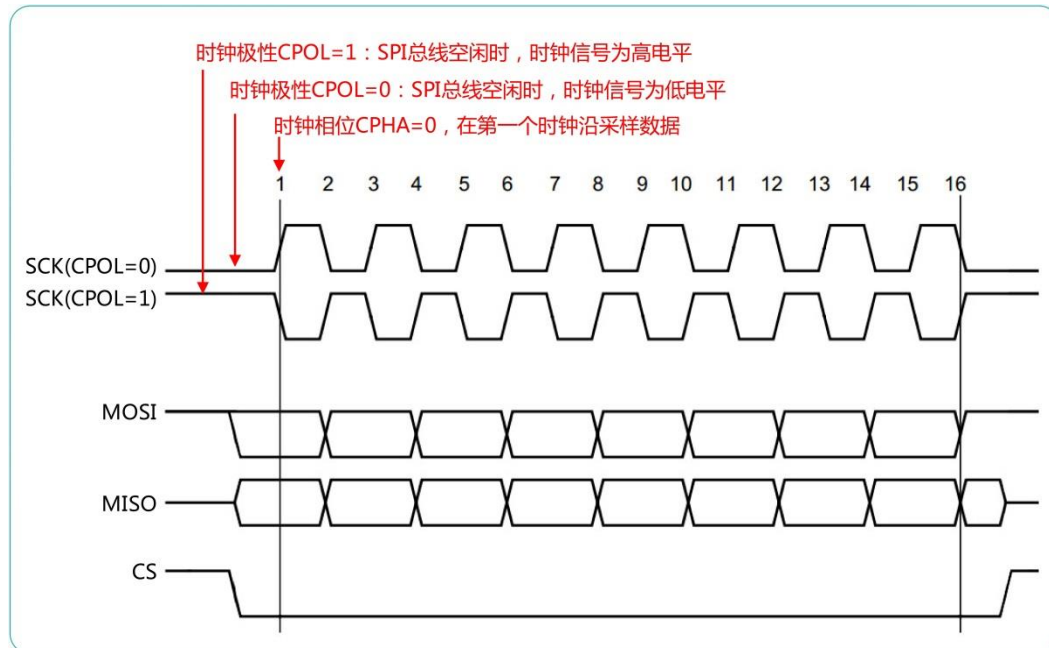 时钟极性CPOL=1：SPI总线空闲时，时钟信号为高电平
时钟极性CPOL=0：SPI总线空闲时，时钟信号为低电平
时钟相位CPHA=0，在第一个时钟沿采样数据
1 2 3 4 5 6 7 8 9 10 11 12 13 14 15 16
SCK(CPOL=0)
SCK(CPOL=1)
MOSI
MISO
CS